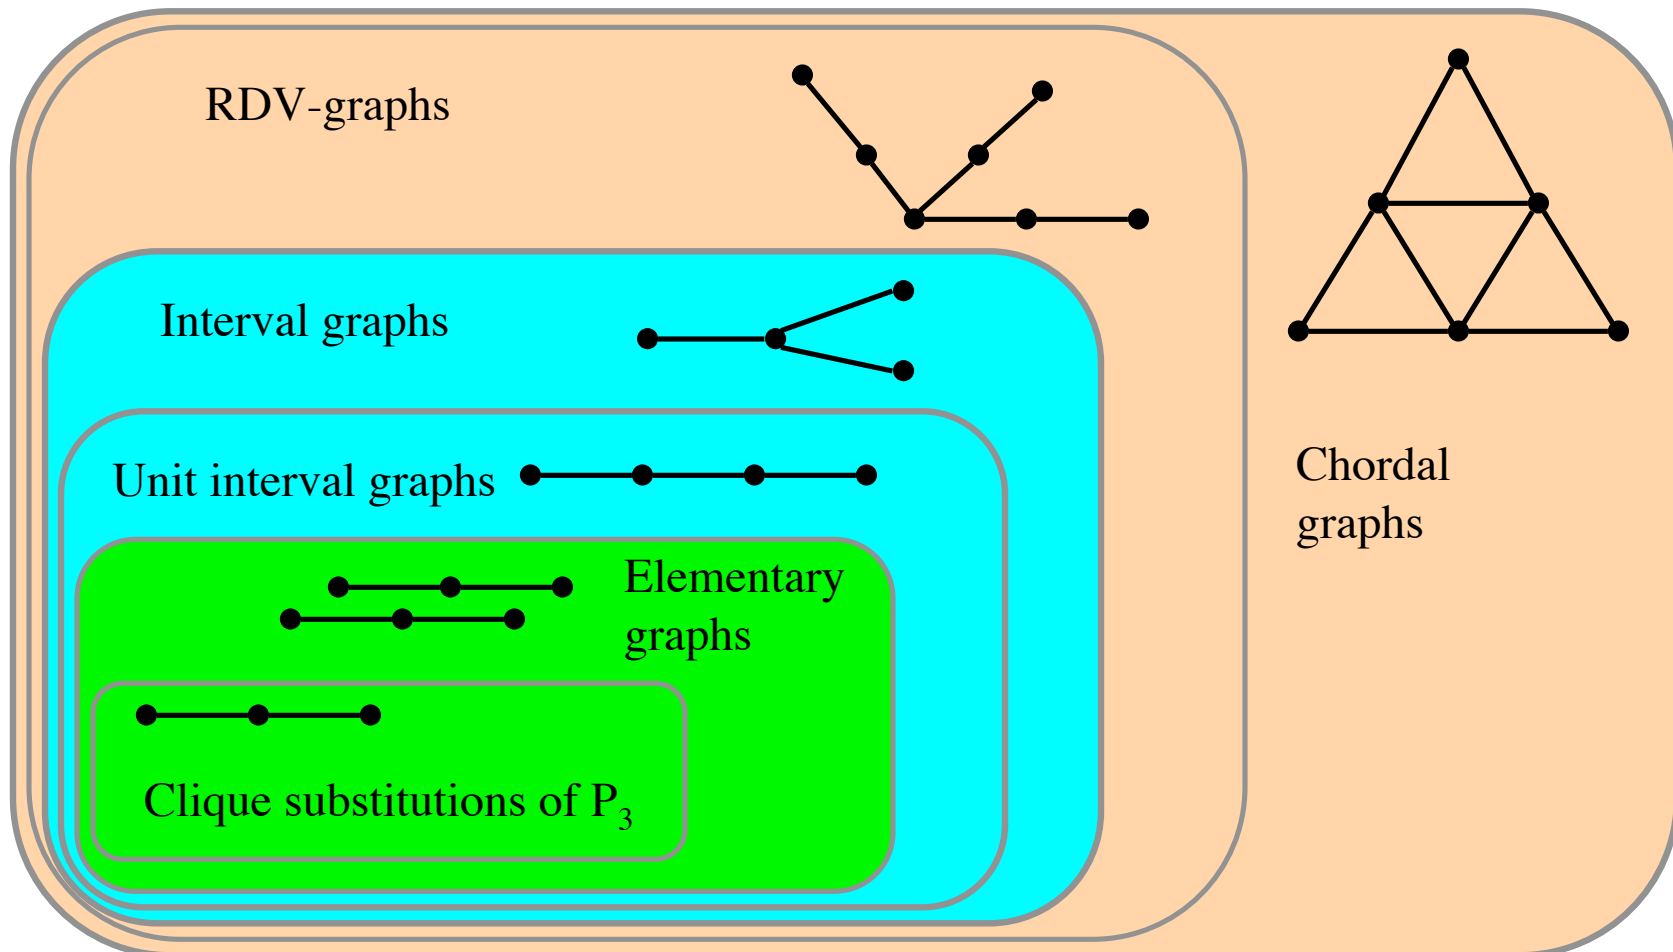 RDV-graphs
Interval graphs
Unit interval graphs
Elementary
graphs
Clique substitutions of P₃
Chordal
graphs